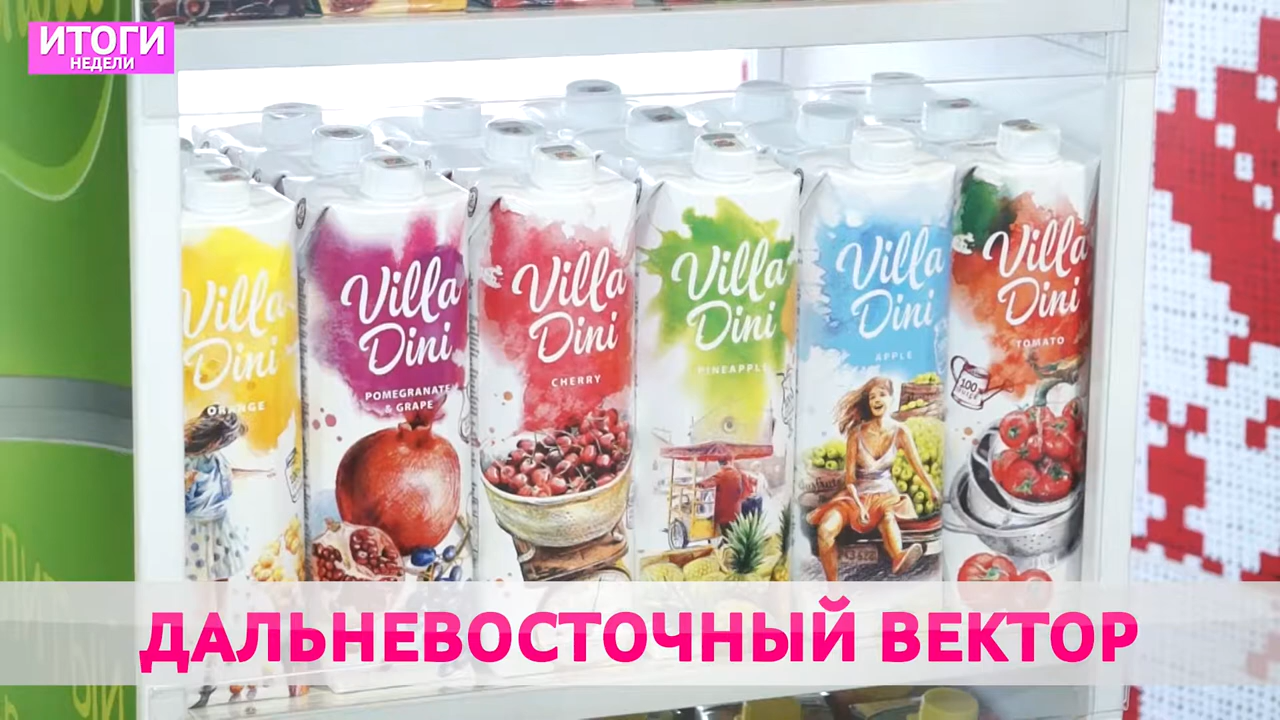 ИТОГИ
НЕДЕЛИ
Villa
Dini
ORANGE
Villa
Dini
POMEGRANATE
& GRAPE
Villa
Dini
CHERRY
Villa
Dini
PINEAPPLE
Villa
Dini
APPLE
Villa
Dini
TOMATO
100
ДАЛЬНЕВОСТОЧНЫЙ ВЕКТОР